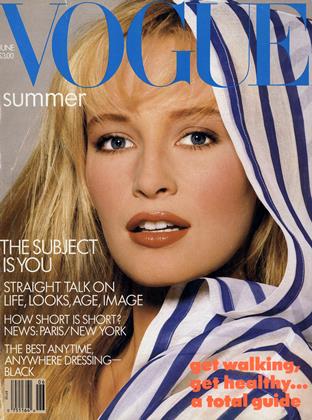 VOGUE
JUNE
$3.00
summer
THE SUBJECT
IS YOU
STRAIGHT TALK ON
LIFE, LOOKS, AGE, IMAGE
HOW SHORT IS SHORT?
NEWS: PARIS/NEW YORK
THE BEST ANYTIME,
ANYWHERE DRESSING—
BLACK
get walking,
get healthy...
a total guide
06